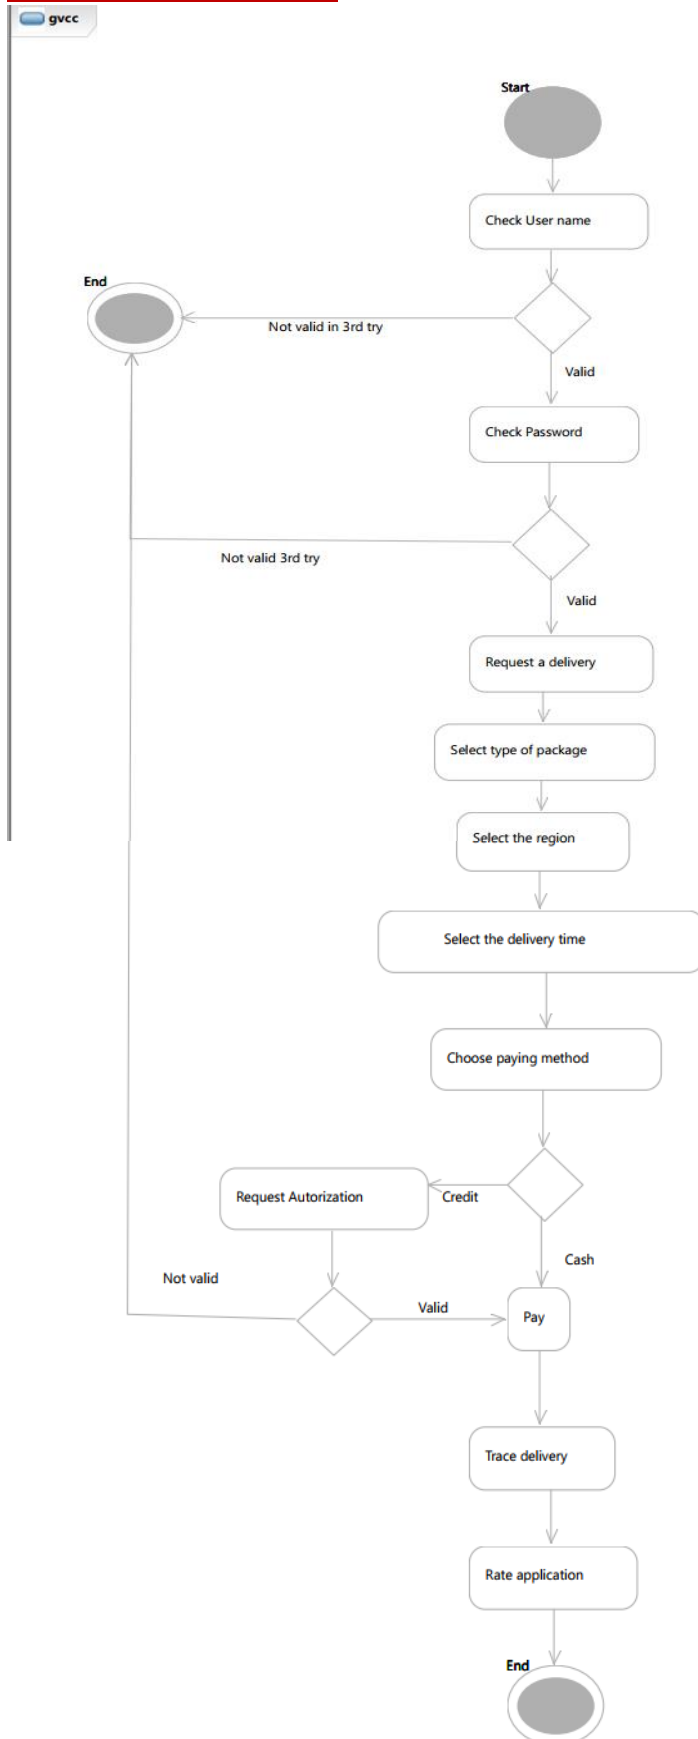 gvcc
Start
Check User name
End
Not valid in 3rd try
Valid
Check Password
Not valid 3rd try
Valid
Request a delivery
Select type of package
Select the region
Select the delivery time
Choose paying method
Request Autorization
Credit
Cash
Not valid
Valid
Pay
Trace delivery
Rate application
End